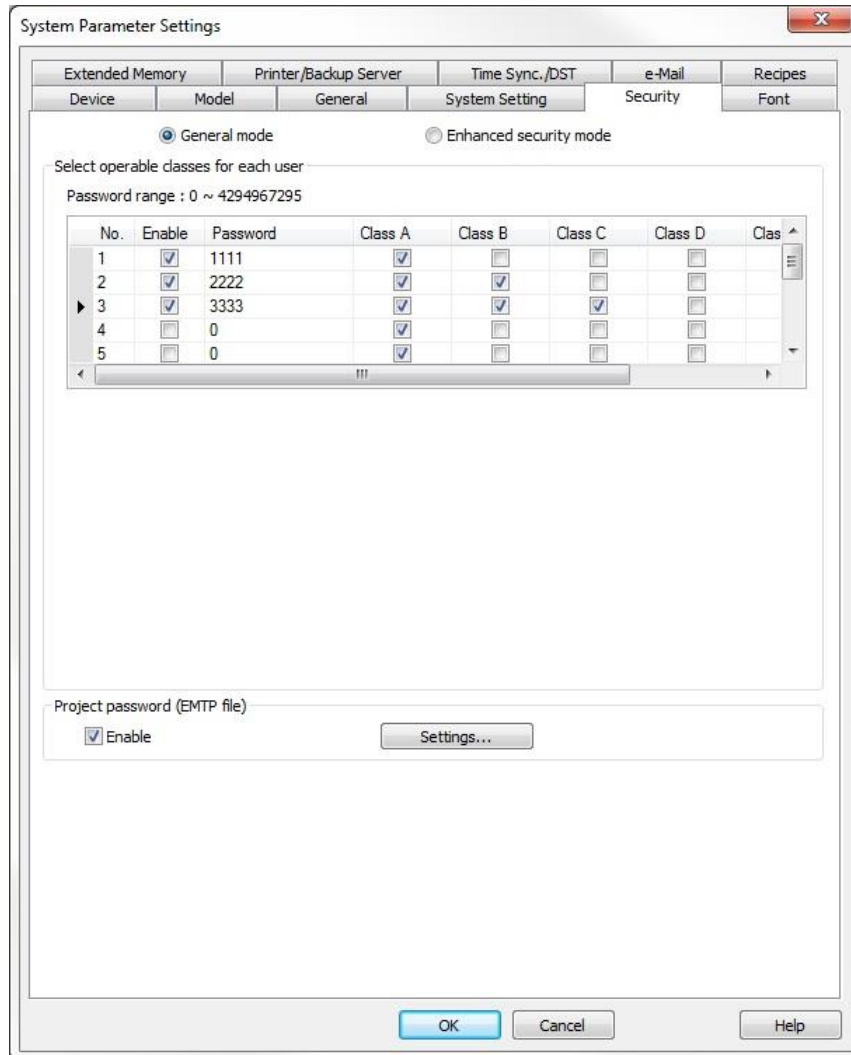 System Parameter Settings
Extended Memory Printer/Backup Server Time Sync./DST e-Mail Recipes
Device Model General System Setting Security Font
General mode Enhanced security mode
Select operable classes for each user
Password range : 0 ~ 4294967295
No. Enable Password Class A Class B Class C Class D Clas
1 1111
2 2222
3 3333
4 0
5 0
Project password (EMTP file)
Enable Settings...
OK Cancel Help